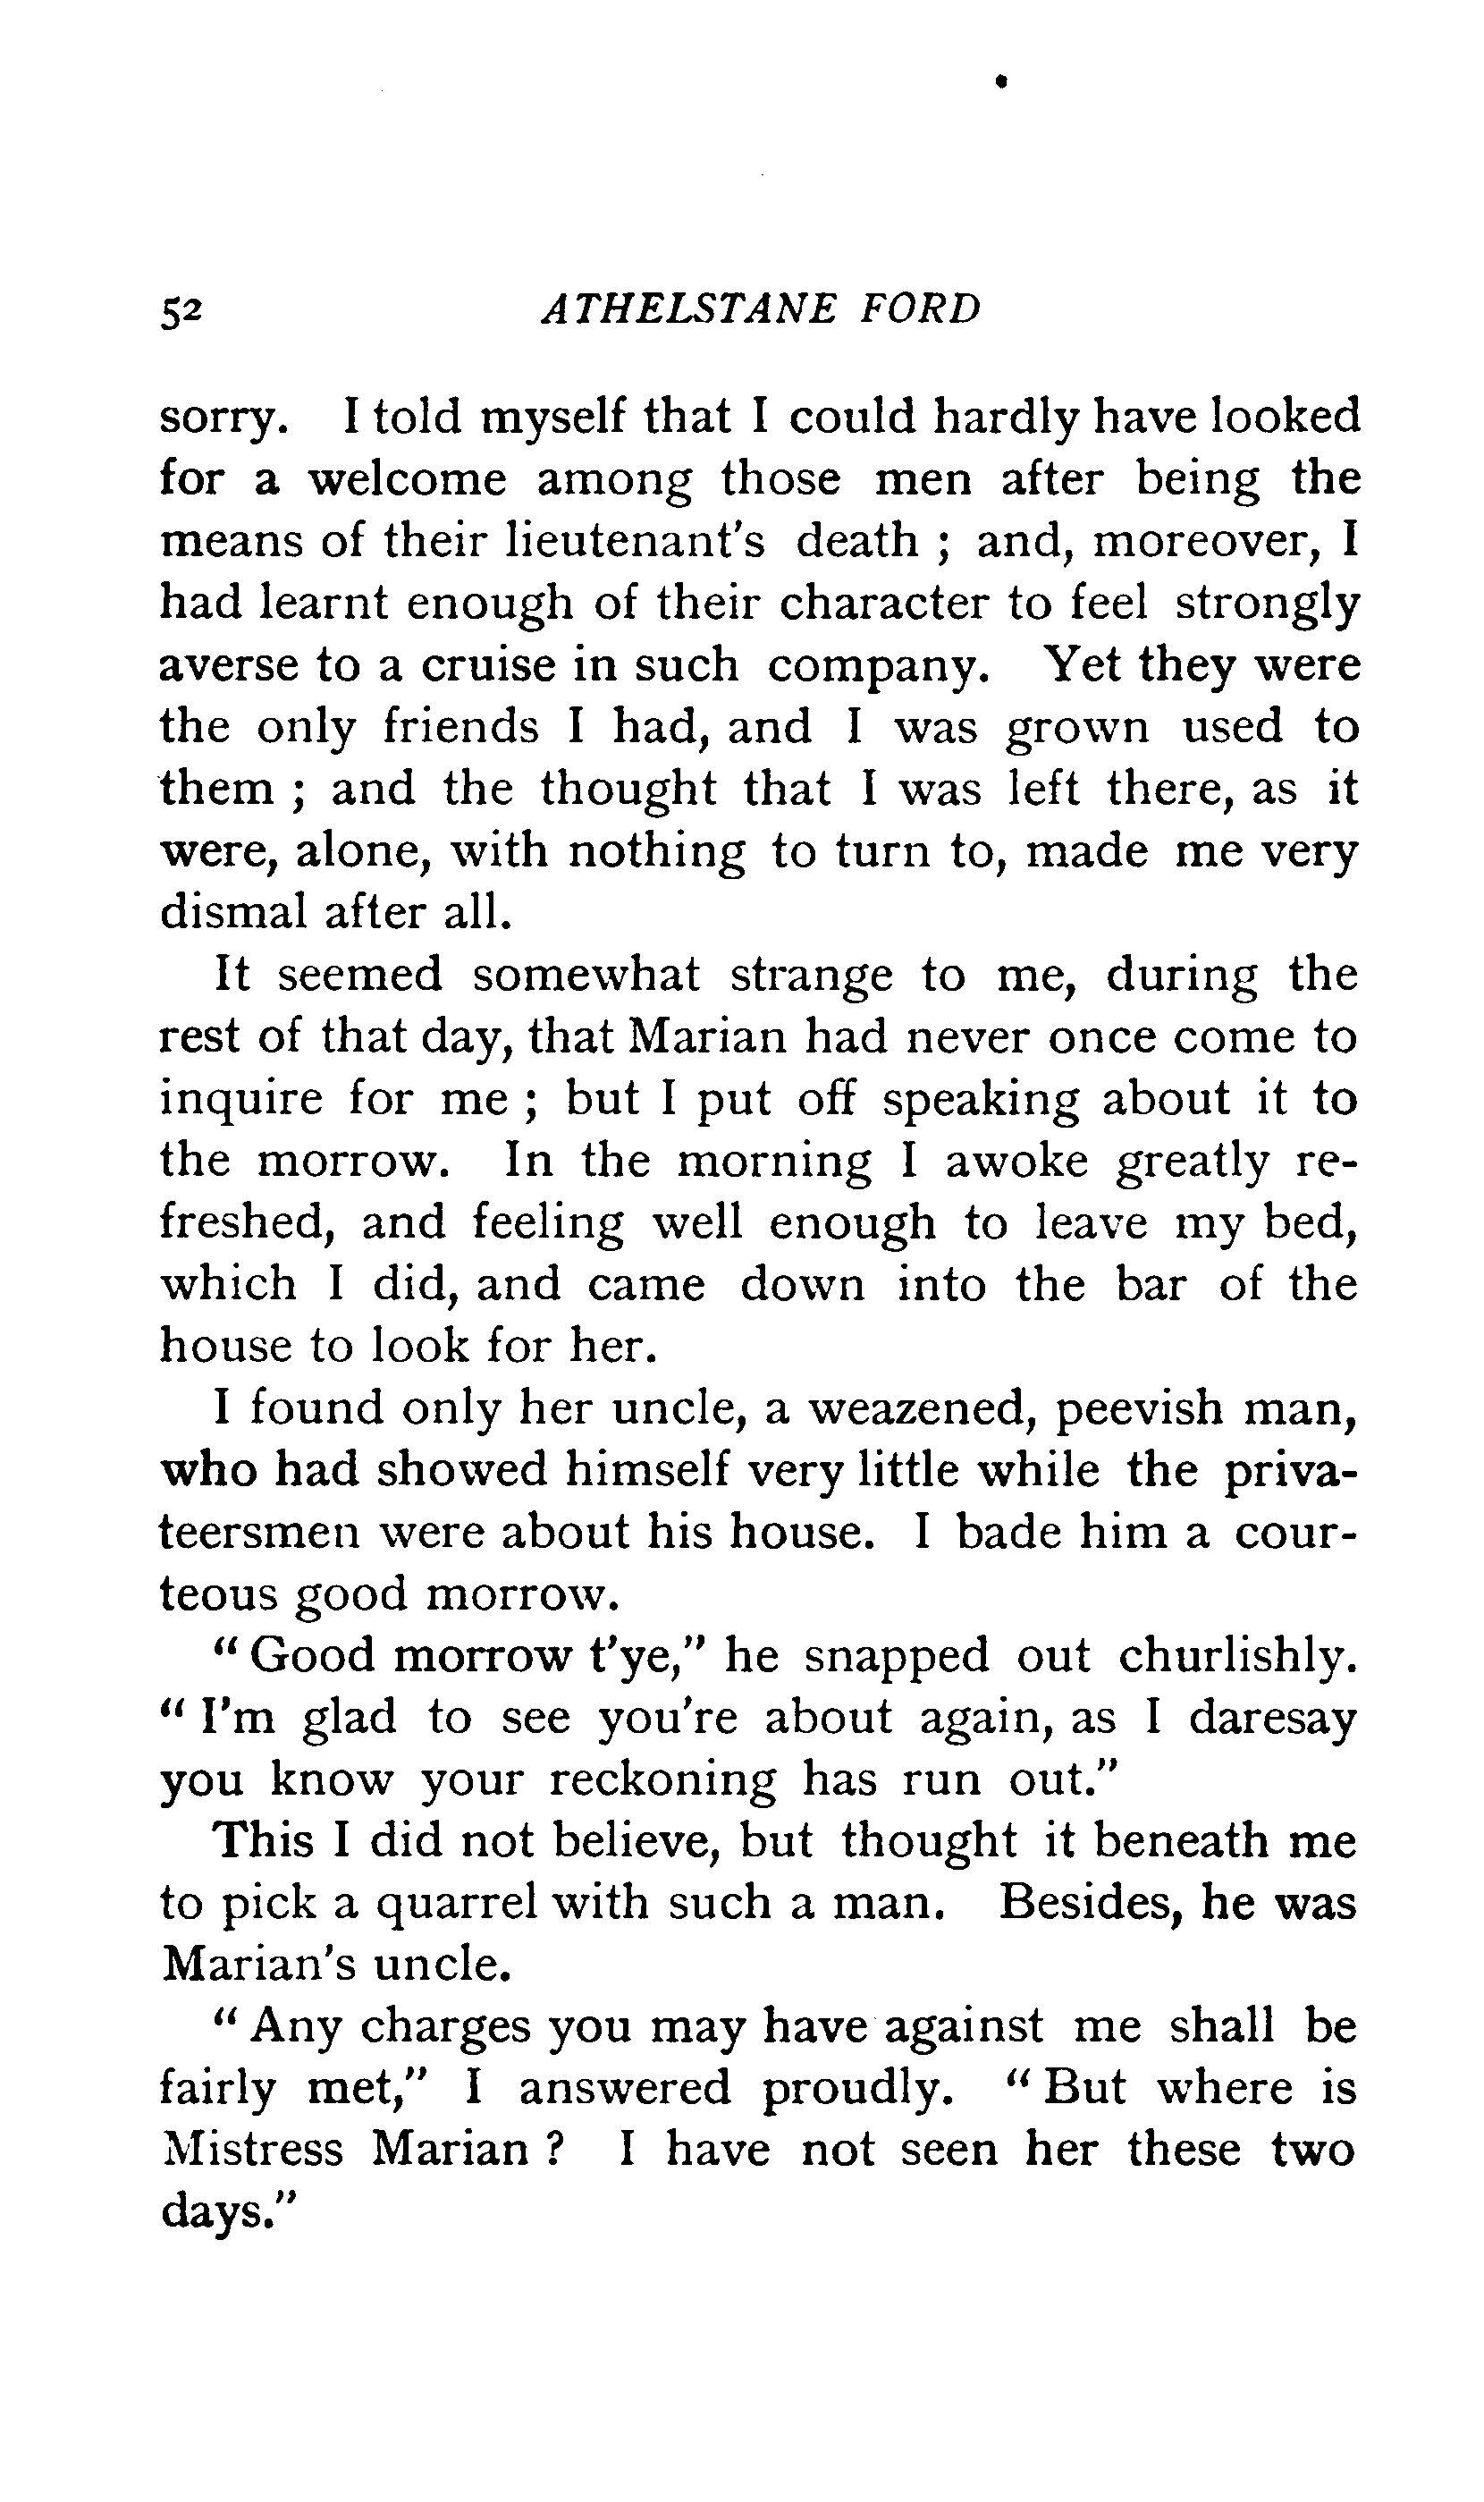 52 ATHELSTANE FORD
sorry. I told myself that I could hardly have looked
for a welcome among those men after being the
means of their lieutenant's death ; and, moreover, I
had learnt enough of their character to feel strongly
averse to a cruise in such company. Yet they were
the only friends I had, and I was grown used to
them ; and the thought that I was left there, as it
were, alone, with nothing to turn to, made me very
dismal after all.
It seemed somewhat strange to me, during the
rest of that day, that Marian had never once come to
inquire for me ; but I put off speaking about it to
the morrow. In the morning I awoke greatly re-
freshed, and feeling well enough to leave my bed,
which I did, and came down into the bar of the
house to look for her.
I found only her uncle, a weazened, peevish man,
who had showed himself very little while the priva-
teersmen were about his house. I bade him a cour-
teous good morrow.
" Good morrow t'ye," he snapped out churlishly.
" I'm glad to see you're about again, as I daresay
you know your reckoning has run out."
This I did not believe, but thought it beneath me
to pick a quarrel with such a man. Besides, he was
Marian's uncle.
" Any charges you may have against me shall be
fairly met," I answered proudly. " But where is
Mistress Marian ? I have not seen her these two
days."